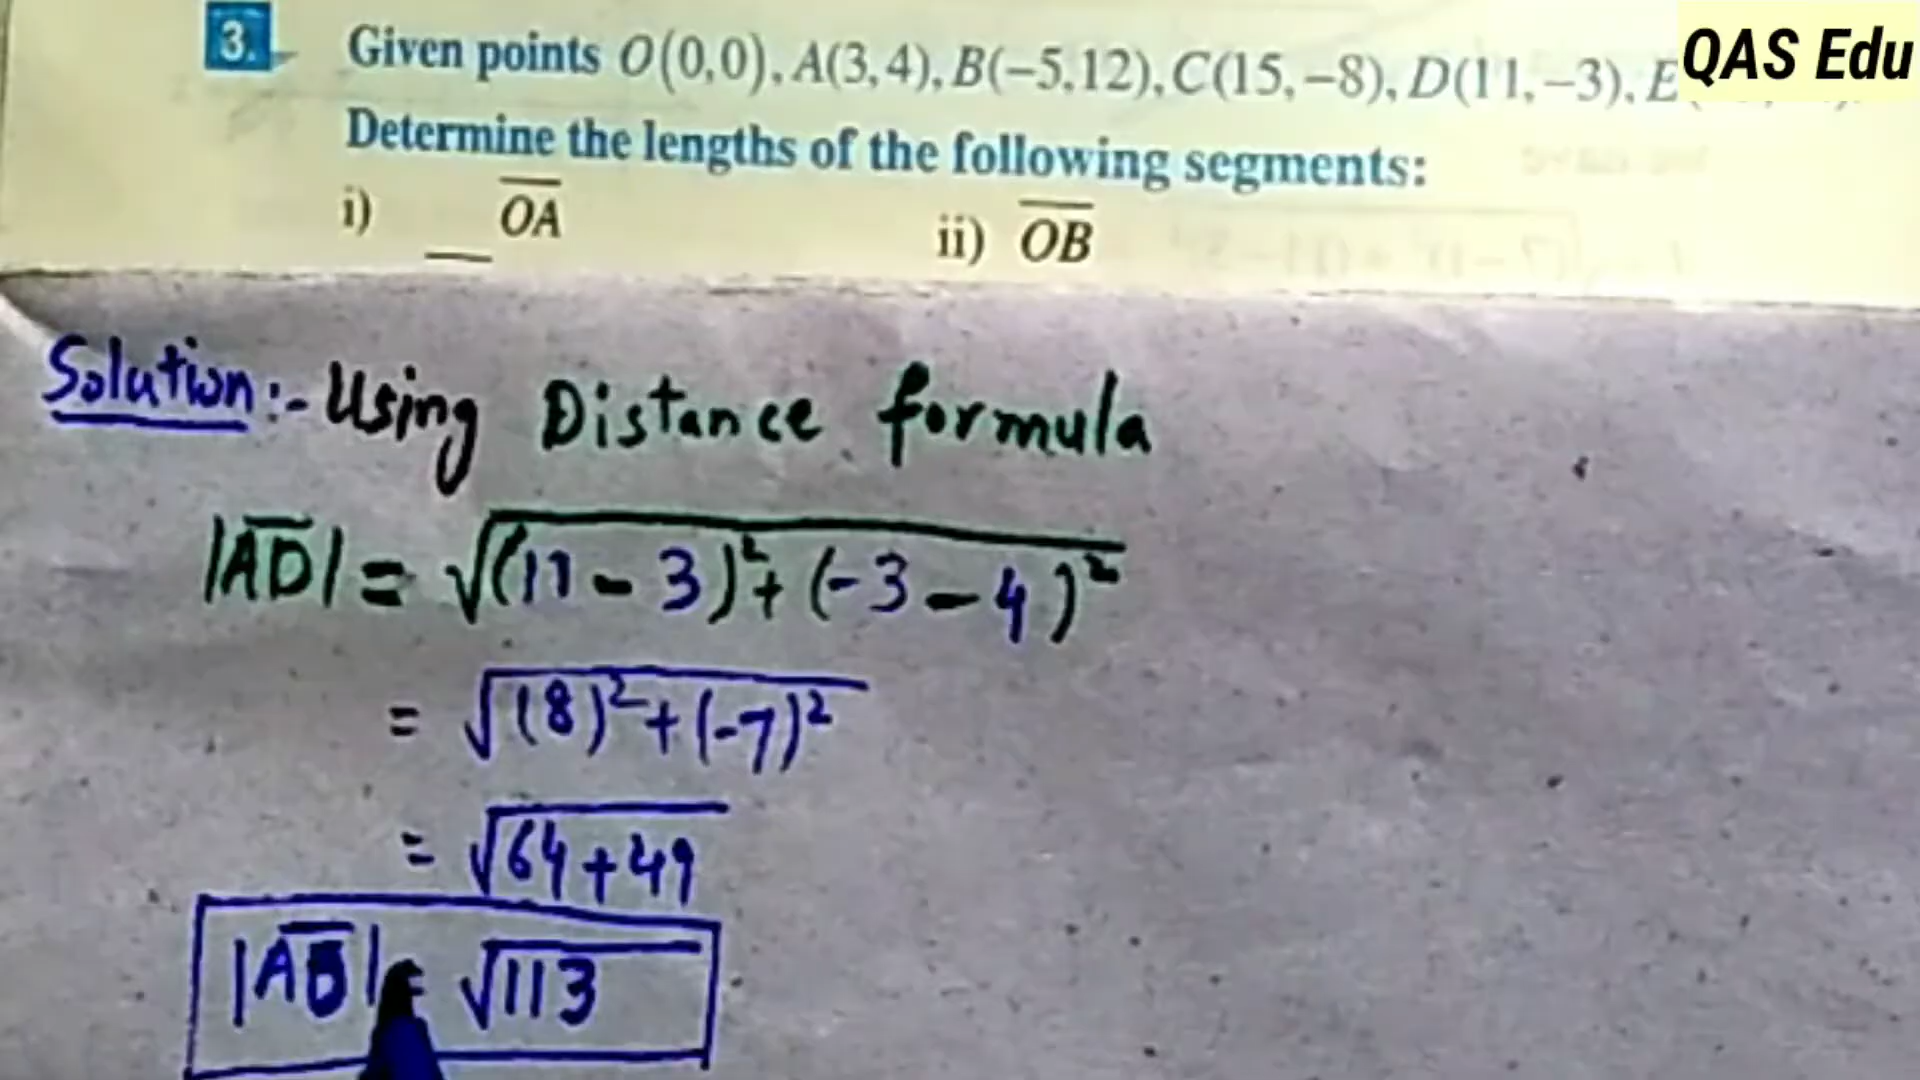 3. Given points O(0,0), A(3,4), B(−5,12), C(15,−8), D(11,−3), E
QAS Edu
Determine the lengths of the following segments:
i) OA ii) OB
Solution:- Using Distance formula
|AD| = √(11 - 3)² + (-3 - 4)²
= √(8)² + (-7)²
= √64 + 49
|AD| = √113